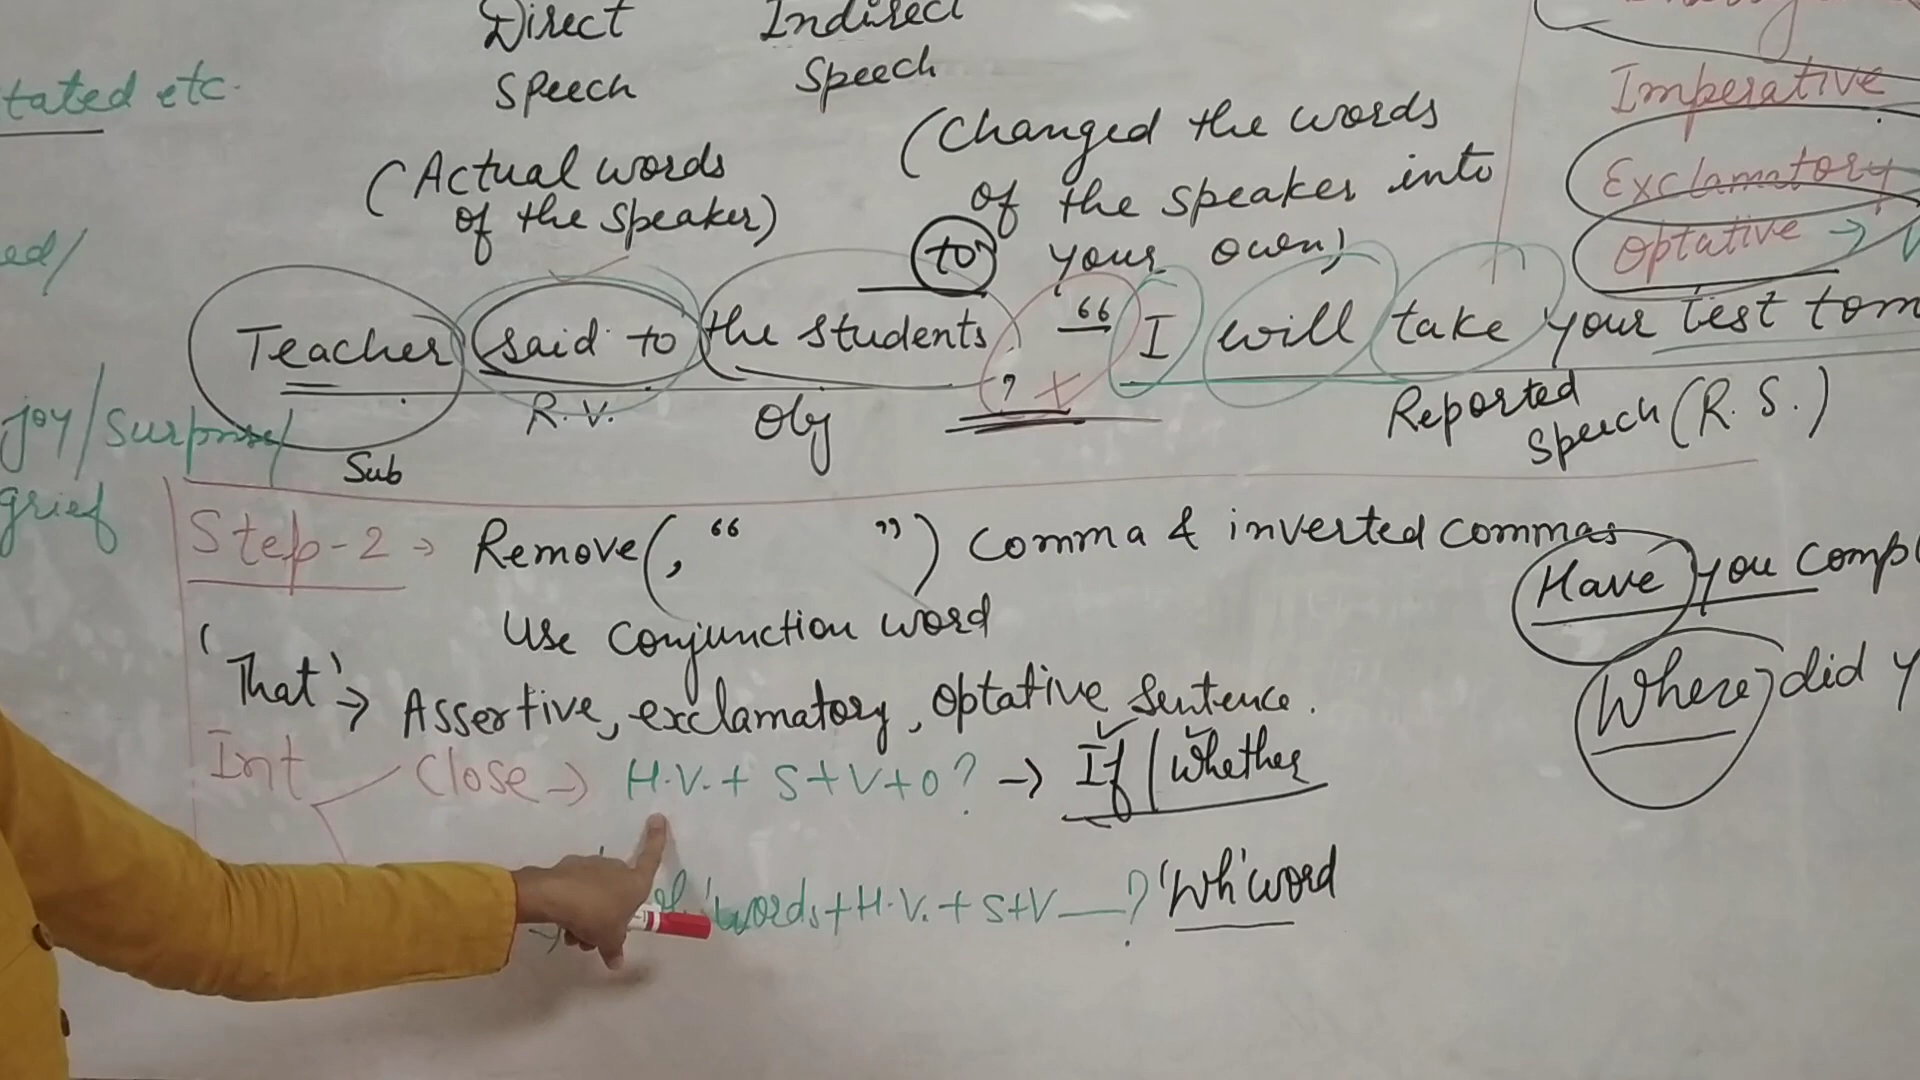 Direct Indirect
Speech Speech
tated etc.
Imperative
(Actual words
of the speaker)
(Changed the words
of the speaker into
your own)
Exclamatory
Optative →
ed/
to
Teacher said to the students , “ I will take your test tom
? ×
R.V. Obj
Sub
Reported
Speech (R.S.)
joy/surprise/
grief
Step-2 → Remove (, “ ”) comma & inverted commas
Use conjunction word
'That' → Assertive, exclamatory, optative sentence.
Int Close → H.V. + S+V+O? → If / whether
words + H.V. + S+V — ? 'Wh' word
Have you comp
Where did y